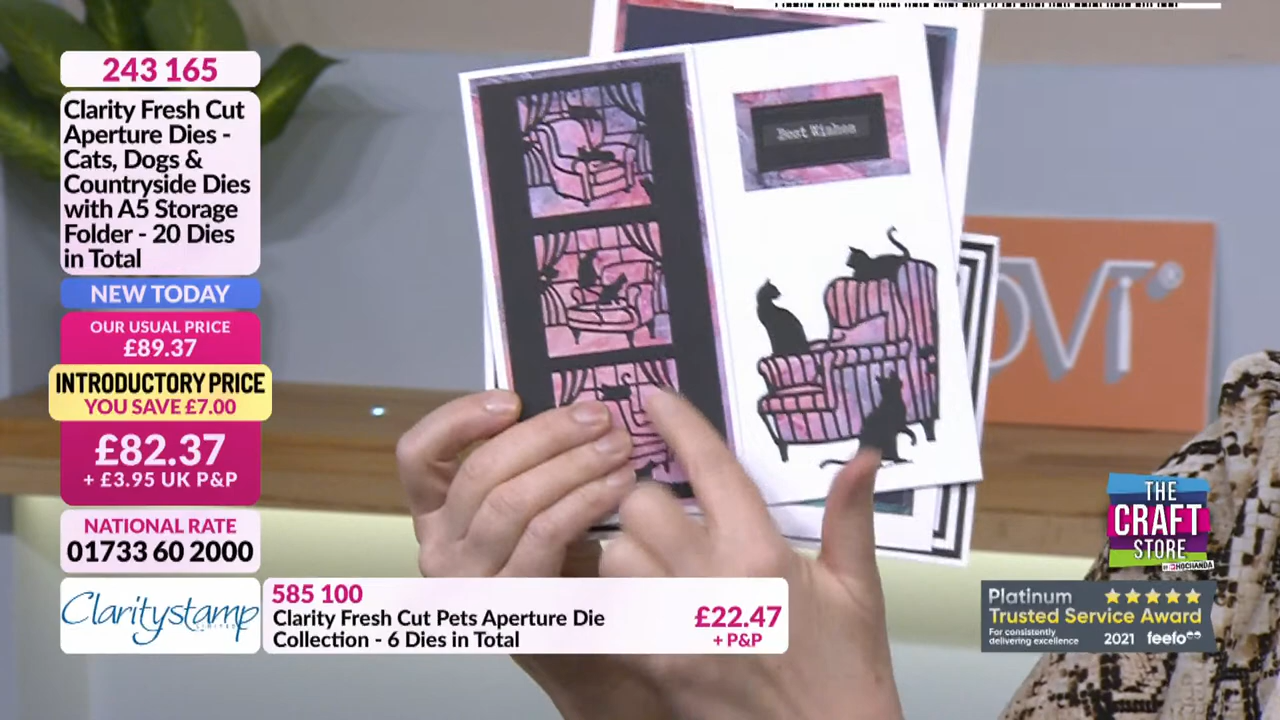 243 165
Clarity Fresh Cut
Aperture Dies -
Cats, Dogs &
Countryside Dies
with A5 Storage
Folder - 20 Dies
in Total
NEW TODAY
OUR USUAL PRICE
£89.37
INTRODUCTORY PRICE
YOU SAVE £7.00
£82.37
+ £3.95 UK P&P
NATIONAL RATE
01733 60 2000
Claritystamp
LIMITED
585 100
Clarity Fresh Cut Pets Aperture Die
Collection - 6 Dies in Total
£22.47
+ P&P
Best Wishes
THE
CRAFT
STORE
BY HOCHANDA
Platinum
Trusted Service Award
For consistently
delivering excellence
2021 feefo